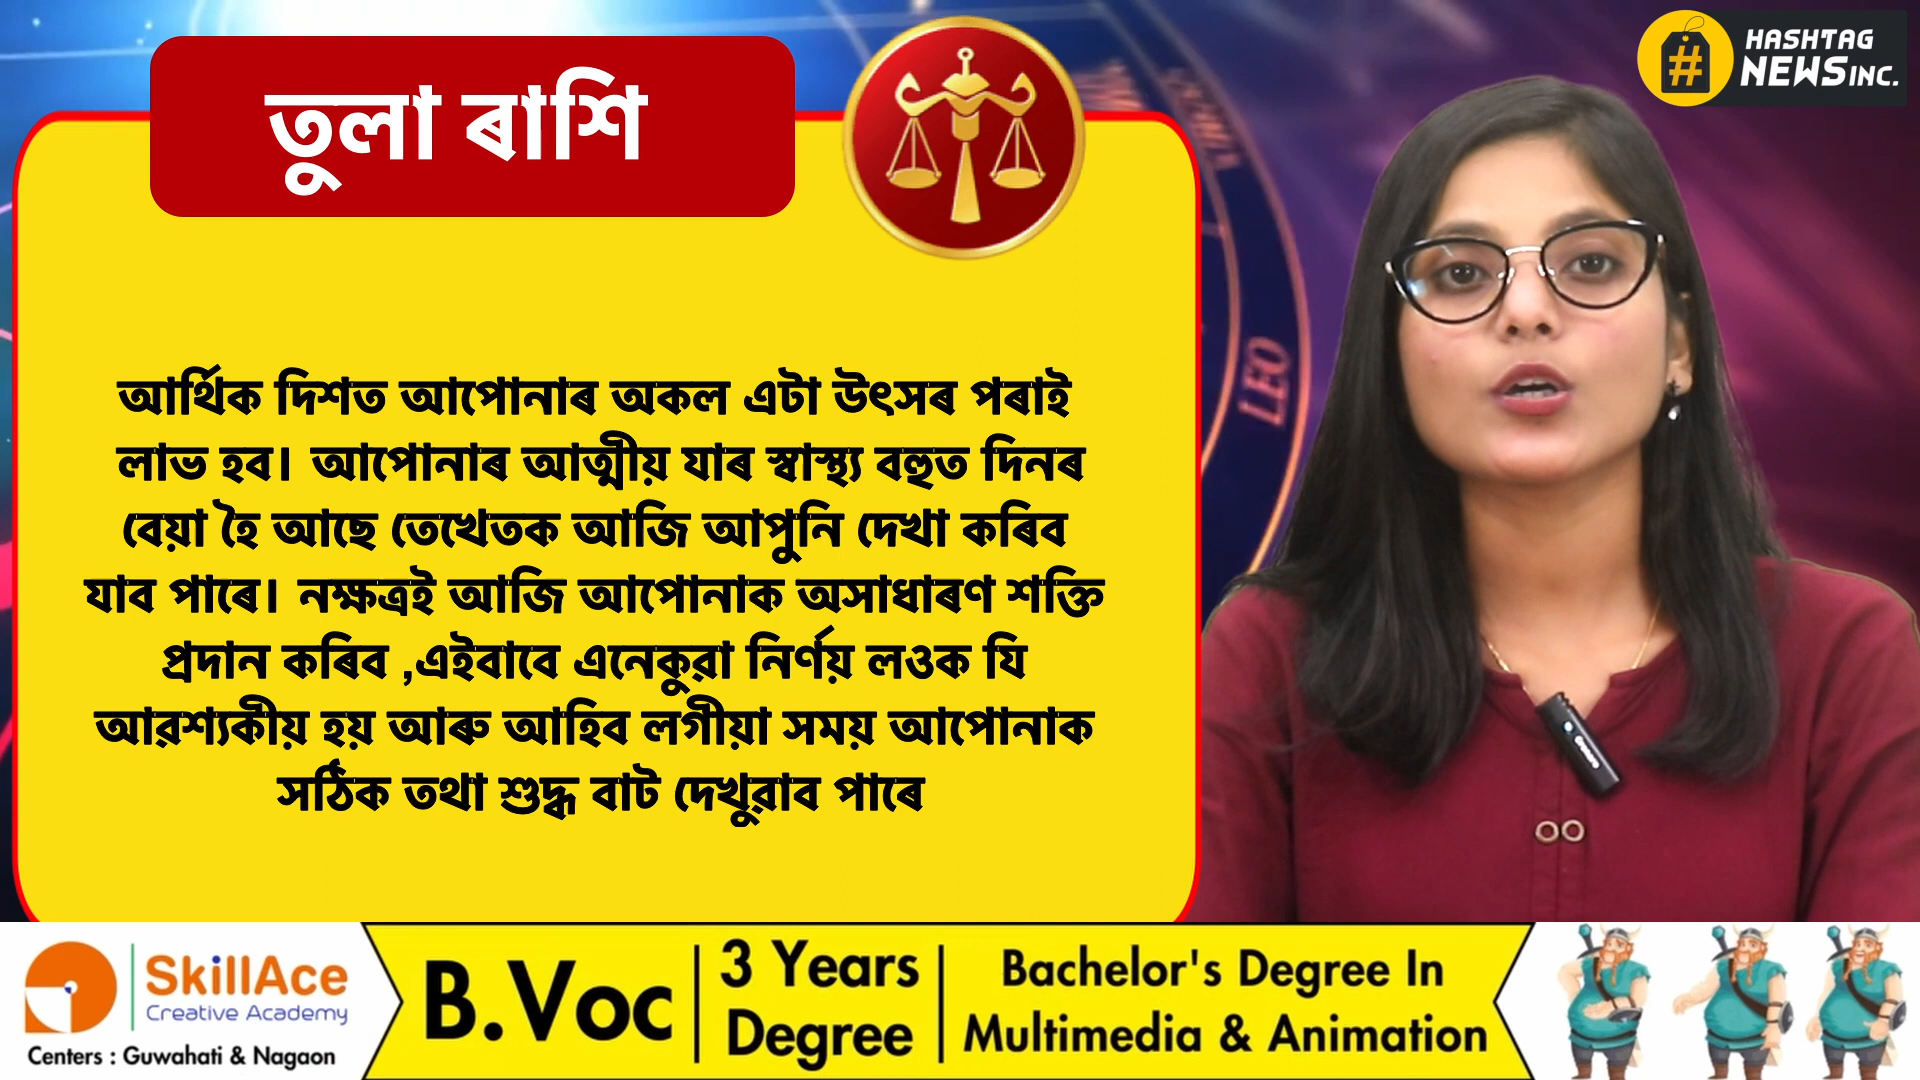 তুলা ৰাশি
HASHTAG
NEWS INC.
LEO
আৰ্থিক দিশত আপোনাৰ অকল এটা উৎসৰ পৰাই
লাভ হব। আপোনাৰ আত্মীয় যাৰ স্বাস্থ্য বহুত দিনৰ
বেয়া হৈ আছে তেখেতক আজি আপুনি দেখা কৰিব
যাব পাৰে। নক্ষত্ৰই আজি আপোনাক অসাধাৰণ শক্তি
প্ৰদান কৰিব ,এইবাবে এনেকুৱা নিৰ্ণয় লওক যি
আৱশ্যকীয় হয় আৰু আহিব লগীয়া সময় আপোনাক
সঠিক তথা শুদ্ধ বাট দেখুৱাব পাৰে
SkillAce
Creative Academy
Centers : Guwahati & Nagaon
B.Voc
3 Years
Degree
Bachelor's Degree In
Multimedia & Animation